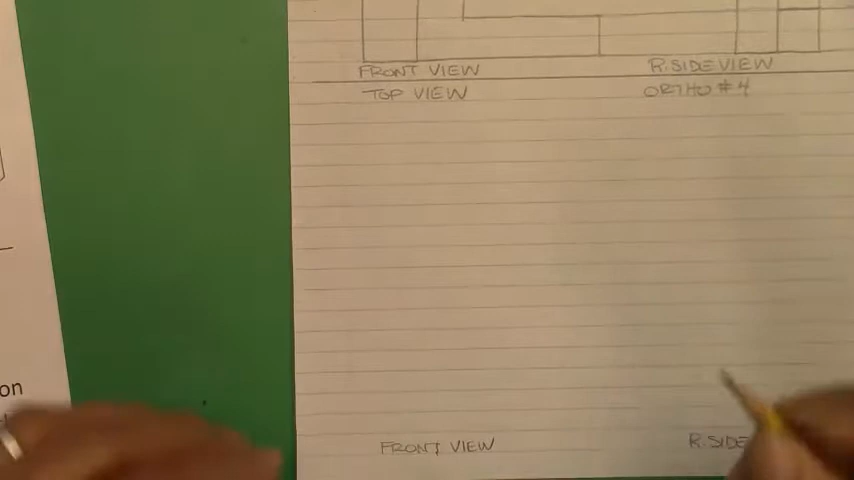 FRONT VIEW R.SIDE VIEW
TOP VIEW ORTHO #4
on
FRONT VIEW R.SIDE